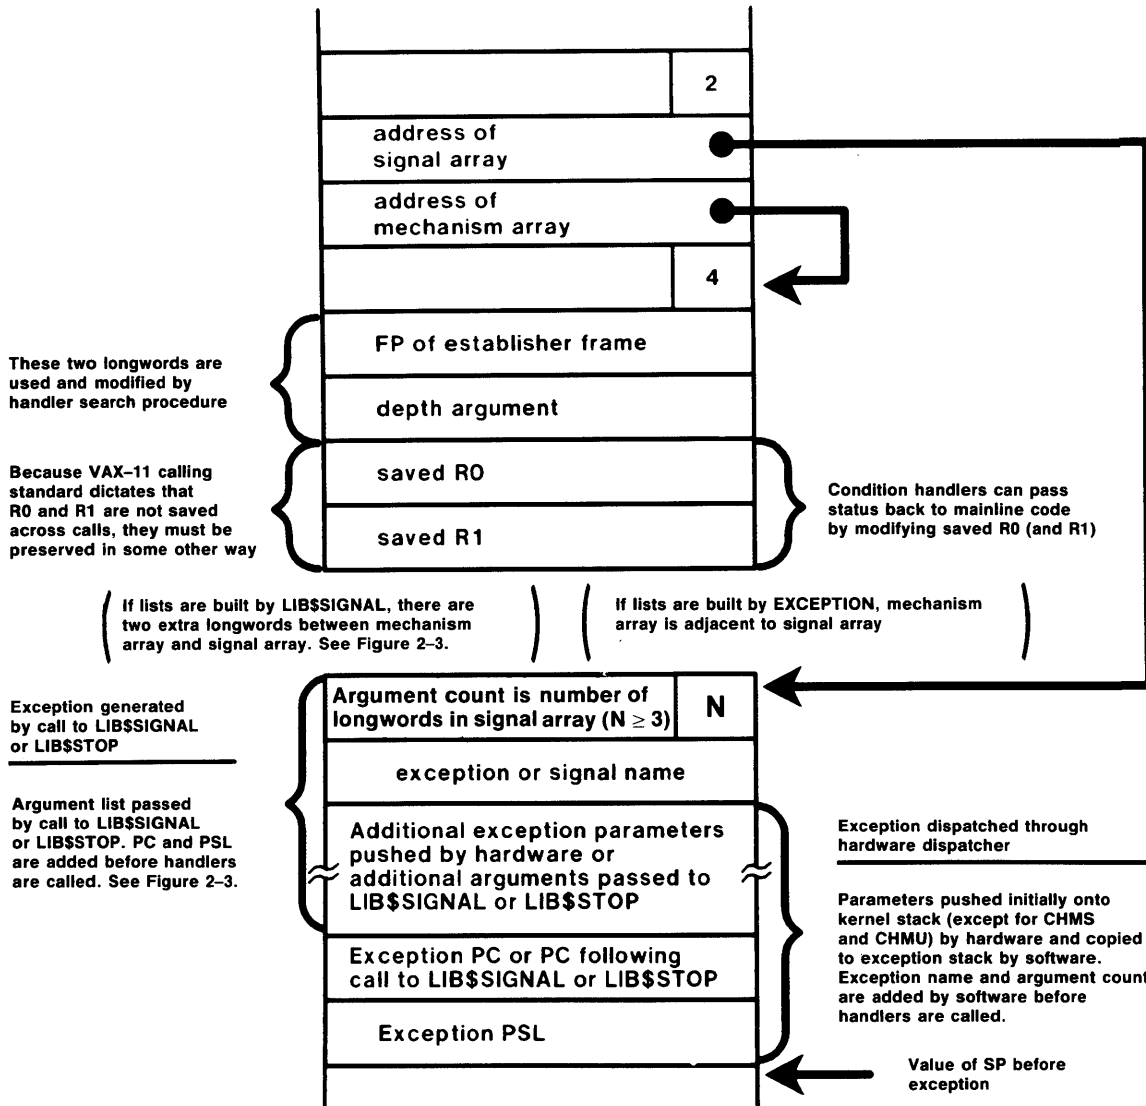 2
address of
signal array
address of
mechanism array
4
FP of establisher frame
These two longwords are
used and modified by
handler search procedure
depth argument
saved R0
saved R1
Because VAX–11 calling
standard dictates that
R0 and R1 are not saved
across calls, they must be
preserved in some other way
Condition handlers can pass
status back to mainline code
by modifying saved R0 (and R1)
If lists are built by LIB$SIGNAL, there are
two extra longwords between mechanism
array and signal array. See Figure 2–3.
If lists are built by EXCEPTION, mechanism
array is adjacent to signal array
Argument count is number of
longwords in signal array (N ≥ 3)
N
Exception generated
by call to LIB$SIGNAL
or LIB$STOP
exception or signal name
Argument list passed
by call to LIB$SIGNAL
or LIB$STOP. PC and PSL
are added before handlers
are called. See Figure 2–3.
Additional exception parameters
pushed by hardware or
additional arguments passed to
LIB$SIGNAL or LIB$STOP
Exception dispatched through
hardware dispatcher
Parameters pushed initially onto
kernel stack (except for CHMS
and CHMU) by hardware and copied
to exception stack by software.
Exception name and argument count
are added by software before
handlers are called.
Exception PC or PC following
call to LIB$SIGNAL or LIB$STOP
Exception PSL
Value of SP before
exception